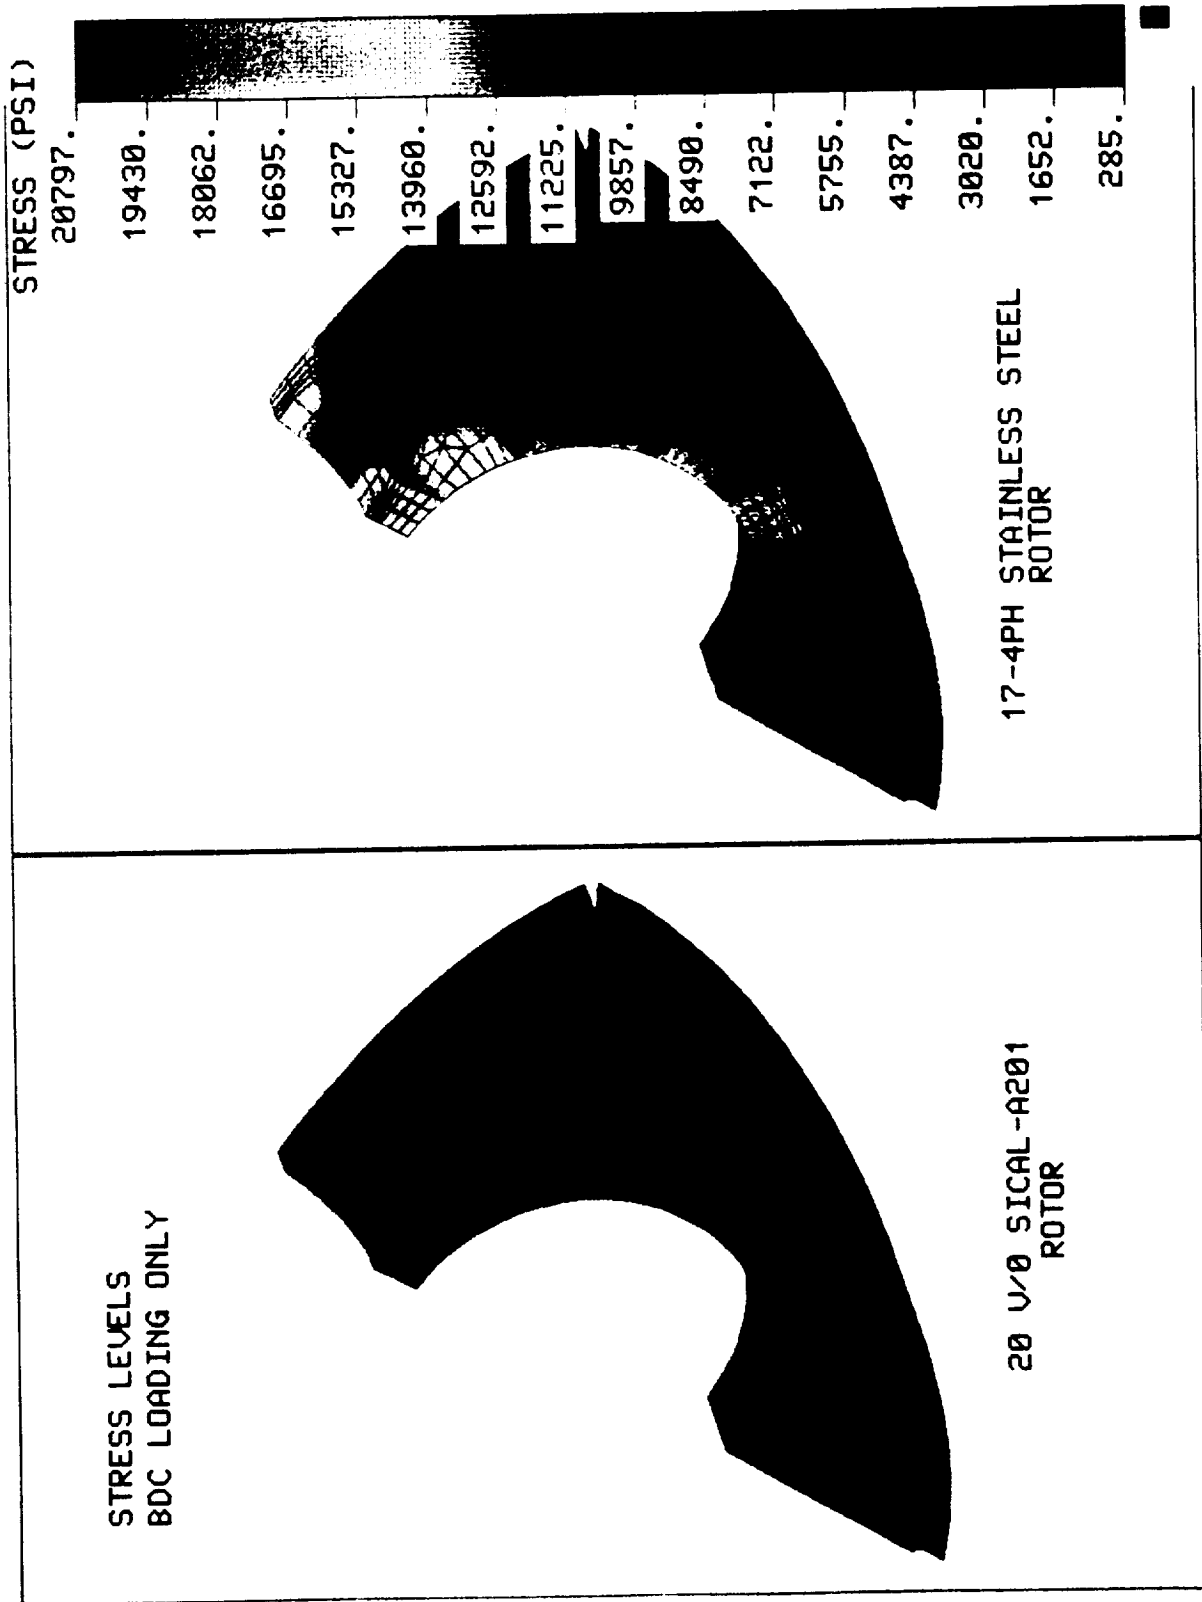 STRESS LEVELS
BDC LOADING ONLY
20 V/0 SICAL-A201
ROTOR
17-4PH STAINLESS STEEL
ROTOR
STRESS (PSI)
20797.
19430.
18062.
16695.
15327.
13960.
12592.
11225.
9857.
8490.
7122.
5755.
4387.
3020.
1652.
285.